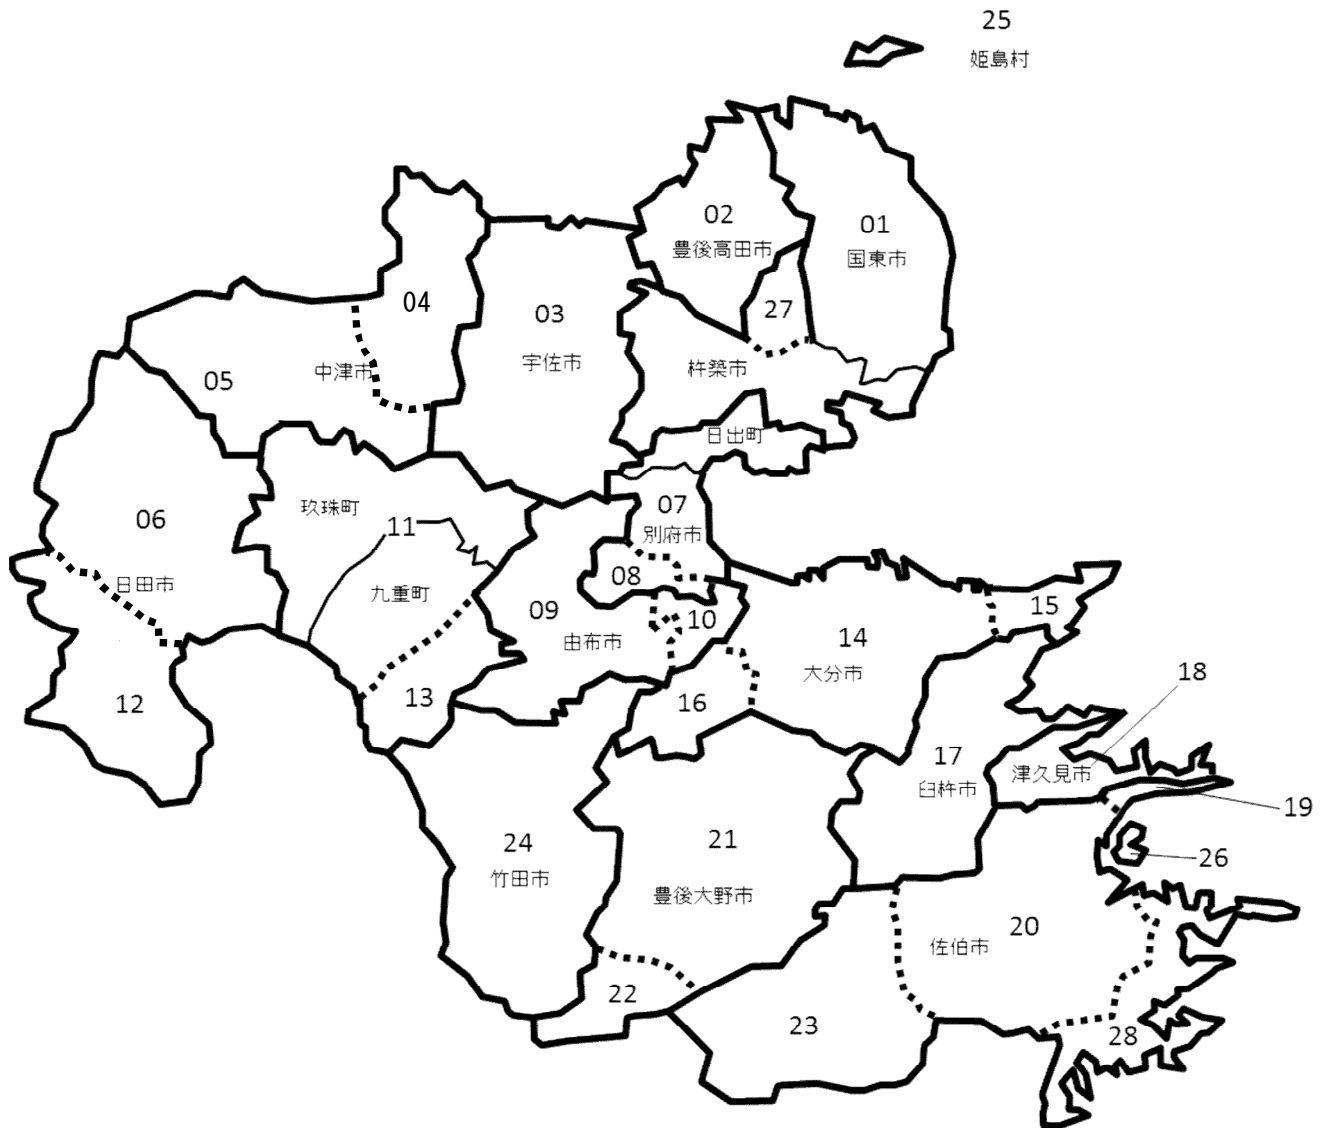 25
姫島村
02
豊後高田市
01
国東市
27
04
03
宇佐市
杵築市
中津市
05
日出町
玖珠町
07
別府市
06
11
日田市
08
九重町
09
由布市
10
15
14
大分市
12
13
16
18
17
臼杵市
津久見市
19
24
竹田市
21
豊後大野市
26
20
佐伯市
22
23
28